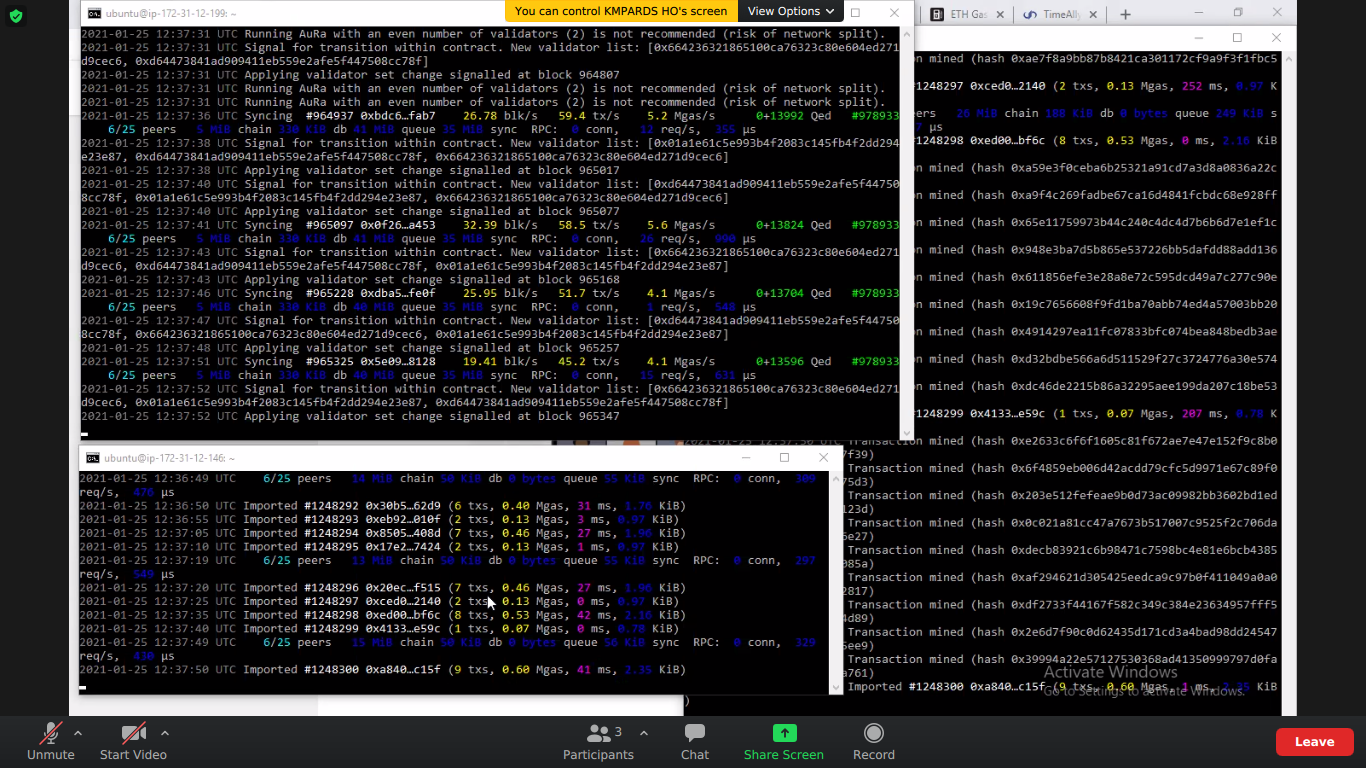 ubuntu@ip-172-31-12-199: ~
You can control KMPARDS HO's screen
View Options
ETH Gas
TimeAlly
2021-01-25 12:37:31 UTC Running AuRa with an even number of validators (2) is not recommended (risk of network split).
2021-01-25 12:37:31 UTC Signal for transition within contract. New validator list: [0x664236321865100ca76323c80e604ed271
d9cec6, 0xd64473841ad909411eb559e2afe5f447508cc78f]
2021-01-25 12:37:31 UTC Applying validator set change signalled at block 964807
2021-01-25 12:37:31 UTC Running AuRa with an even number of validators (2) is not recommended (risk of network split).
2021-01-25 12:37:31 UTC Running AuRa with an even number of validators (2) is not recommended (risk of network split).
2021-01-25 12:37:36 UTC Syncing #964937 0xbdc6…fab7 26.78 blk/s 59.4 tx/s 5.2 Mgas/s 0+13992 Qed #978933
6/25 peers 5 MiB chain 330 KiB db 41 MiB queue 35 MiB sync RPC: 0 conn, 12 req/s, 355 µs
2021-01-25 12:37:38 UTC Signal for transition within contract. New validator list: [0x01a1e61c5e993b4f2083c145fb4f2dd294
e23e87, 0xd64473841ad909411eb559e2afe5f447508cc78f, 0x664236321865100ca76323c80e604ed271d9cec6]
2021-01-25 12:37:38 UTC Applying validator set change signalled at block 965017
2021-01-25 12:37:40 UTC Signal for transition within contract. New validator list: [0xd64473841ad909411eb559e2afe5f44750
8cc78f, 0x01a1e61c5e993b4f2083c145fb4f2dd294e23e87, 0x664236321865100ca76323c80e604ed271d9cec6]
2021-01-25 12:37:40 UTC Applying validator set change signalled at block 965077
2021-01-25 12:37:41 UTC Syncing #965097 0x0f26…a453 32.39 blk/s 58.5 tx/s 5.6 Mgas/s 0+13824 Qed #978933
6/25 peers 5 MiB chain 330 KiB db 41 MiB queue 35 MiB sync RPC: 0 conn, 26 req/s, 990 µs
2021-01-25 12:37:43 UTC Signal for transition within contract. New validator list: [0x664236321865100ca76323c80e604ed271
d9cec6, 0xd64473841ad909411eb559e2afe5f447508cc78f, 0x01a1e61c5e993b4f2083c145fb4f2dd294e23e87]
2021-01-25 12:37:43 UTC Applying validator set change signalled at block 965168
2021-01-25 12:37:46 UTC Syncing #965228 0xdba5…fe0f 25.95 blk/s 51.7 tx/s 4.1 Mgas/s 0+13704 Qed #978933
6/25 peers 5 MiB chain 330 KiB db 40 MiB queue 35 MiB sync RPC: 0 conn, 1 req/s, 548 µs
2021-01-25 12:37:47 UTC Signal for transition within contract. New validator list: [0xd64473841ad909411eb559e2afe5f44750
8cc78f, 0x664236321865100ca76323c80e604ed271d9cec6, 0x01a1e61c5e993b4f2083c145fb4f2dd294e23e87]
2021-01-25 12:37:48 UTC Applying validator set change signalled at block 965257
2021-01-25 12:37:51 UTC Syncing #965325 0x5e09…8128 19.41 blk/s 45.2 tx/s 4.1 Mgas/s 0+13596 Qed #978933
6/25 peers 5 MiB chain 330 KiB db 40 MiB queue 35 MiB sync RPC: 0 conn, 15 req/s, 631 µs
2021-01-25 12:37:52 UTC Signal for transition within contract. New validator list: [0x664236321865100ca76323c80e604ed271
d9cec6, 0x01a1e61c5e993b4f2083c145fb4f2dd294e23e87, 0xd64473841ad909411eb559e2afe5f447508cc78f]
2021-01-25 12:37:52 UTC Applying validator set change signalled at block 965347
ubuntu@ip-172-31-12-146: ~
2021-01-25 12:36:49 UTC 6/25 peers 14 MiB chain 50 KiB db 0 bytes queue 55 KiB sync RPC: 0 conn, 309
req/s, 476 µs
2021-01-25 12:36:50 UTC Imported #1248292 0x30b5…62d9 (6 txs, 0.40 Mgas, 31 ms, 1.76 KiB)
2021-01-25 12:36:55 UTC Imported #1248293 0xeb92…010f (2 txs, 0.13 Mgas, 3 ms, 0.97 KiB)
2021-01-25 12:37:05 UTC Imported #1248294 0x8505…408d (7 txs, 0.46 Mgas, 27 ms, 1.96 KiB)
2021-01-25 12:37:10 UTC Imported #1248295 0x17e2…7424 (2 txs, 0.13 Mgas, 1 ms, 0.97 KiB)
2021-01-25 12:37:19 UTC 6/25 peers 13 MiB chain 50 KiB db 0 bytes queue 55 KiB sync RPC: 0 conn, 297
req/s, 549 µs
2021-01-25 12:37:20 UTC Imported #1248296 0x20ec…f515 (7 txs, 0.46 Mgas, 27 ms, 1.96 KiB)
2021-01-25 12:37:25 UTC Imported #1248297 0xced0…2140 (2 txs, 0.13 Mgas, 0 ms, 0.97 KiB)
2021-01-25 12:37:35 UTC Imported #1248298 0xed00…bf6c (8 txs, 0.53 Mgas, 42 ms, 2.16 KiB)
2021-01-25 12:37:40 UTC Imported #1248299 0x4133…e59c (1 txs, 0.07 Mgas, 0 ms, 0.78 KiB)
2021-01-25 12:37:49 UTC 6/25 peers 15 MiB chain 50 KiB db 0 bytes queue 56 KiB sync RPC: 0 conn, 329
req/s, 430 µs
2021-01-25 12:37:50 UTC Imported #1248300 0xa840…c15f (9 txs, 0.60 Mgas, 41 ms, 2.35 KiB)
n mined (hash 0xae7f8a9bb87b8421ca301172cf9a9f3f1fbc5
#1248297 0xced0…2140 (2 txs, 0.13 Mgas, 252 ms, 0.97 K
ers 26 MiB chain 188 KiB db 0 bytes queue 249 KiB s
7 µs
#1248298 0xed00…bf6c (8 txs, 0.53 Mgas, 0 ms, 2.16 KiB
n mined (hash 0xa59e3f0ceba6b25321a91cd7a3d8a0836a22c
n mined (hash 0xa9f4c269fadbe67ca16d4841fcbdc68e928ff
n mined (hash 0x65e11759973b44c240c4dc4d7b6b6d7e1ef1c
n mined (hash 0x948e3ba7d5b865e537226bb5dafdd88add136
n mined (hash 0x611856efe3e28a8e72c595dcd49a7c277c90e
n mined (hash 0x19c7656608f9fd1ba70abb74ed4a57003bb20
n mined (hash 0x4914297ea11fc07833bfc074bea848bedb3ae
n mined (hash 0xd32bdbe566a6d511529f27c3724776a30e574
n mined (hash 0xdc46de2215b86a32295aee199da207c18be53
1248299 0x4133…e59c (1 txs, 0.07 Mgas, 207 ms, 0.78 K
Transaction mined (hash 0xe2633c6f6f1605c81f672ae7e47e152f9c8b0
7f39)
Transaction mined (hash 0x6f4859eb006d42acdd79cfc5d9971e67c89f0
75d3)
Transaction mined (hash 0x203e512fefeae9b0d73ac09982bb3602bd1ed
123d)
Transaction mined (hash 0x0c021a81cc47a7673b517007c9525f2c706da
6e27)
Transaction mined (hash 0xdecb83921c6b98471c7598bc4e81e6bcb4385
085a)
Transaction mined (hash 0xaf294621d305425eedca9c97b0f411049a0a0
2817)
Transaction mined (hash 0xdf2733f44167f582c349c384e23634957fff5
4d89)
Transaction mined (hash 0x2e6d7f90c0d62435d171cd3a4bad98dd24547
5ee9)
Transaction mined (hash 0x39994a22e57127530368ad41350999797d0fa
a761)
Imported #1248300 0xa840…c15f (9 txs, 0.60 Mgas, 1 ms, 2.35 KiB
)
Activate Windows
Go to Settings to activate Windows.
Unmute
Start Video
Participants
3
Chat
Share Screen
Record
Leave